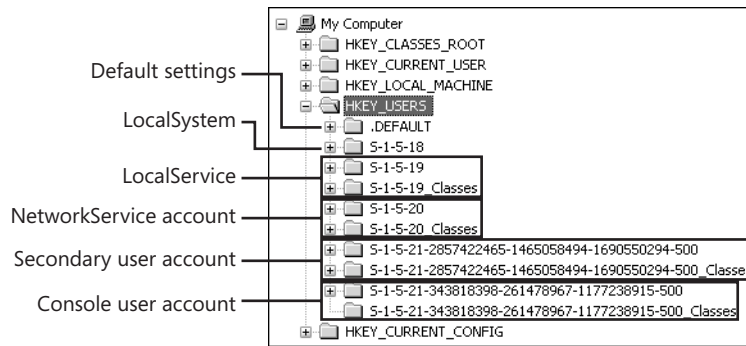 My Computer
HKEY_CLASSES_ROOT
HKEY_CURRENT_USER
HKEY_LOCAL_MACHINE
HKEY_USERS
Default settings
.DEFAULT
LocalSystem
S-1-5-18
LocalService
S-1-5-19
S-1-5-19_Classes
NetworkService account
S-1-5-20
S-1-5-20_Classes
Secondary user account
S-1-5-21-2857422465-1465058494-1690550294-500
S-1-5-21-2857422465-1465058494-1690550294-500_Classe
Console user account
S-1-5-21-343818398-261478967-1177238915-500
S-1-5-21-343818398-261478967-1177238915-500_Classes
HKEY_CURRENT_CONFIG